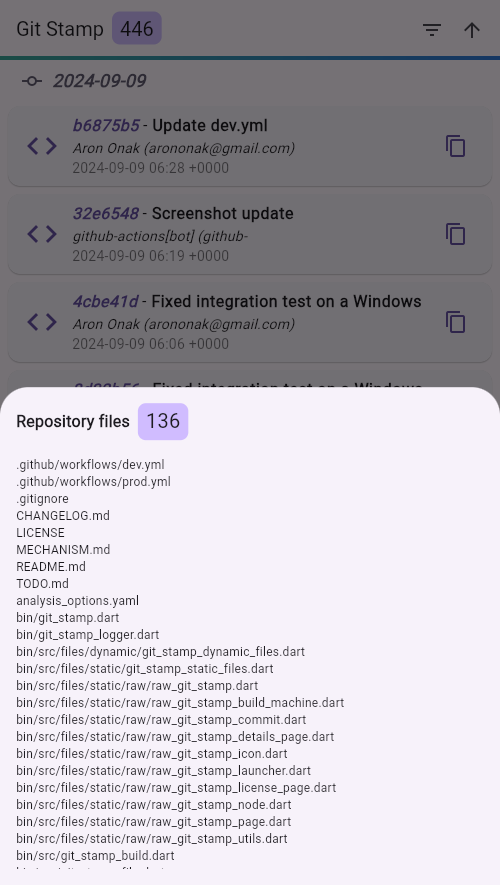 Git Stamp 446
2024-09-09
b6875b5 - Update dev.yml
Aron Onak (arononak@gmail.com)
2024-09-09 06:28 +0000
32e6548 - Screenshot update
github-actions[bot] (github-
2024-09-09 06:19 +0000
4cbe41d - Fixed integration test on a Windows
Aron Onak (arononak@gmail.com)
2024-09-09 06:06 +0000
- Fixed integration test on a Windows
Repository files 136
.github/workflows/dev.yml
.github/workflows/prod.yml
.gitignore
CHANGELOG.md
LICENSE
MECHANISM.md
README.md
TODO.md
analysis_options.yaml
bin/git_stamp.dart
bin/git_stamp_logger.dart
bin/src/files/dynamic/git_stamp_dynamic_files.dart
bin/src/files/static/git_stamp_static_files.dart
bin/src/files/static/raw/raw_git_stamp.dart
bin/src/files/static/raw/raw_git_stamp_build_machine.dart
bin/src/files/static/raw/raw_git_stamp_commit.dart
bin/src/files/static/raw/raw_git_stamp_details_page.dart
bin/src/files/static/raw/raw_git_stamp_icon.dart
bin/src/files/static/raw/raw_git_stamp_launcher.dart
bin/src/files/static/raw/raw_git_stamp_license_page.dart
bin/src/files/static/raw/raw_git_stamp_node.dart
bin/src/files/static/raw/raw_git_stamp_page.dart
bin/src/files/static/raw/raw_git_stamp_utils.dart
bin/src/git_stamp_build.dart